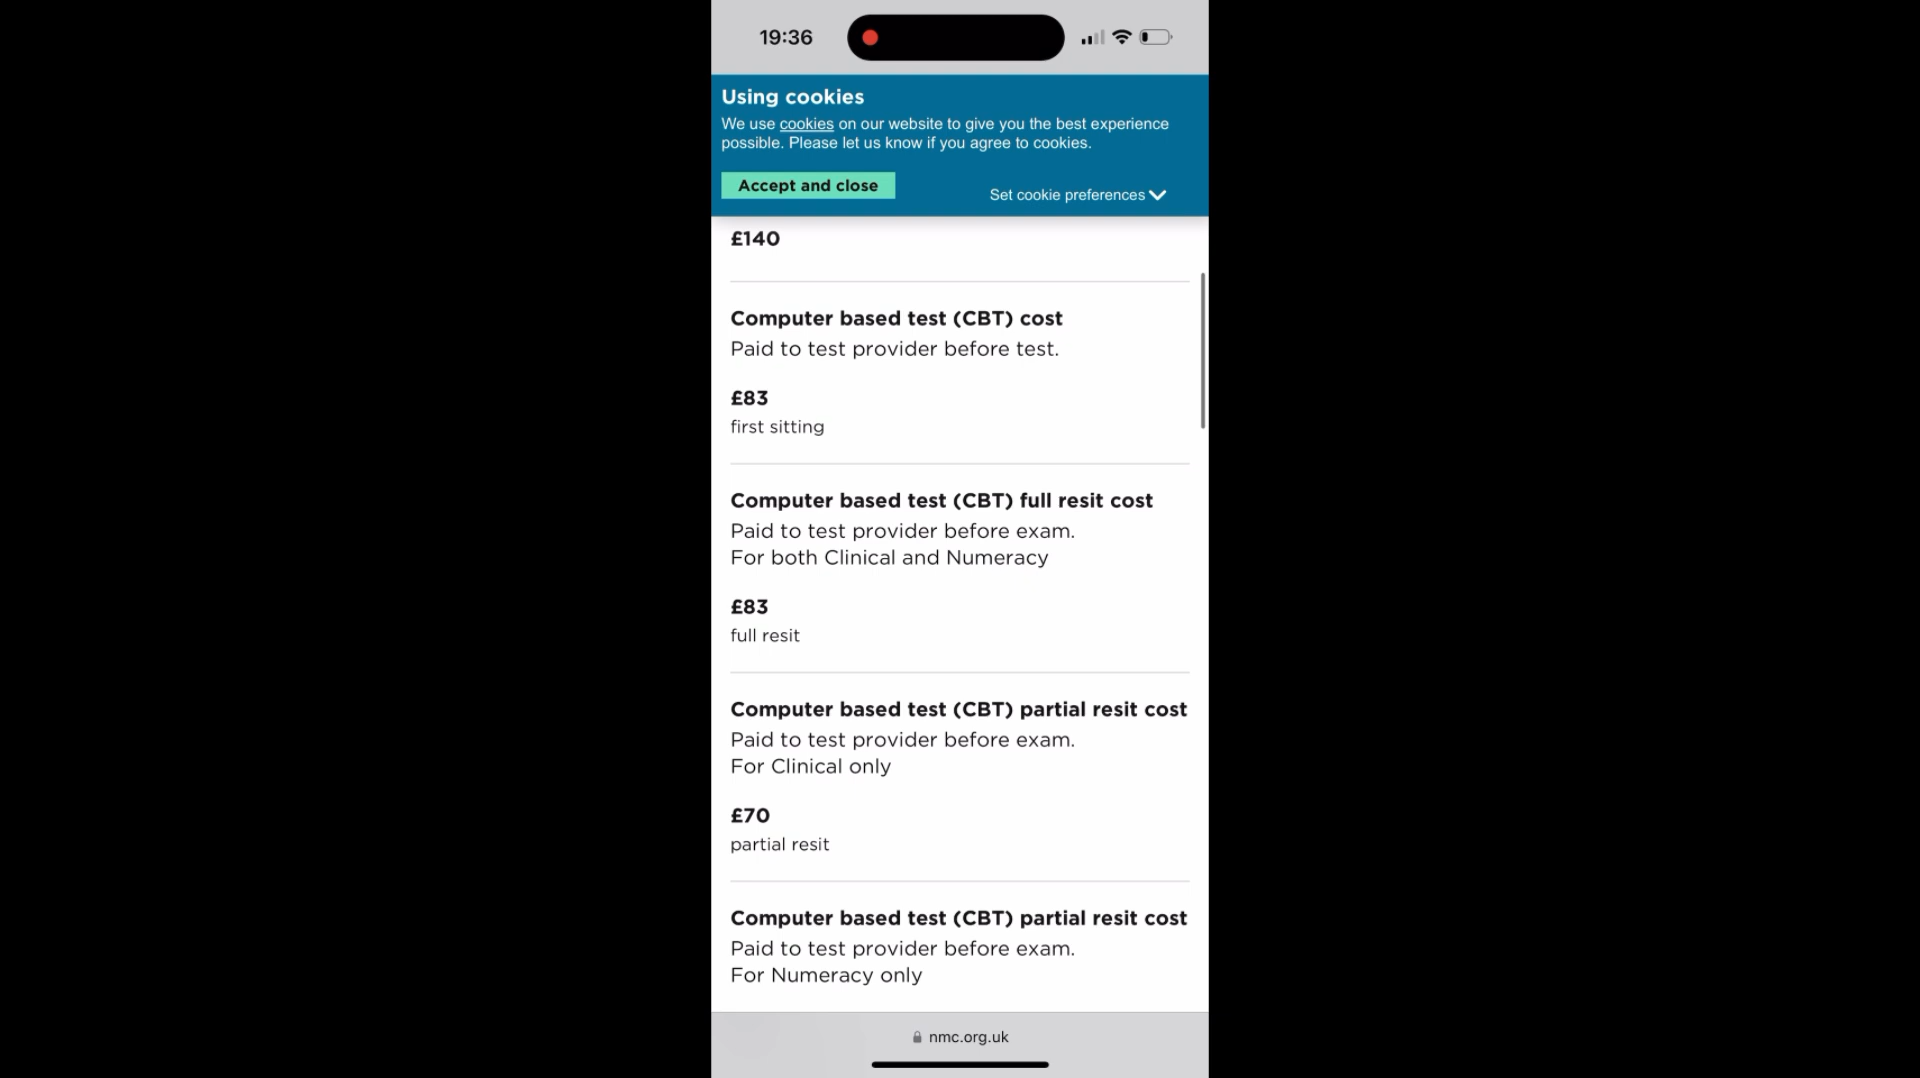 19:36
Using cookies
We use cookies on our website to give you the best experience
possible. Please let us know if you agree to cookies.
Accept and close
Set cookie preferences
£140
Computer based test (CBT) cost
Paid to test provider before test.
£83
first sitting
Computer based test (CBT) full resit cost
Paid to test provider before exam.
For both Clinical and Numeracy
£83
full resit
Computer based test (CBT) partial resit cost
Paid to test provider before exam.
For Clinical only
£70
partial resit
Computer based test (CBT) partial resit cost
Paid to test provider before exam.
For Numeracy only
nmc.org.uk